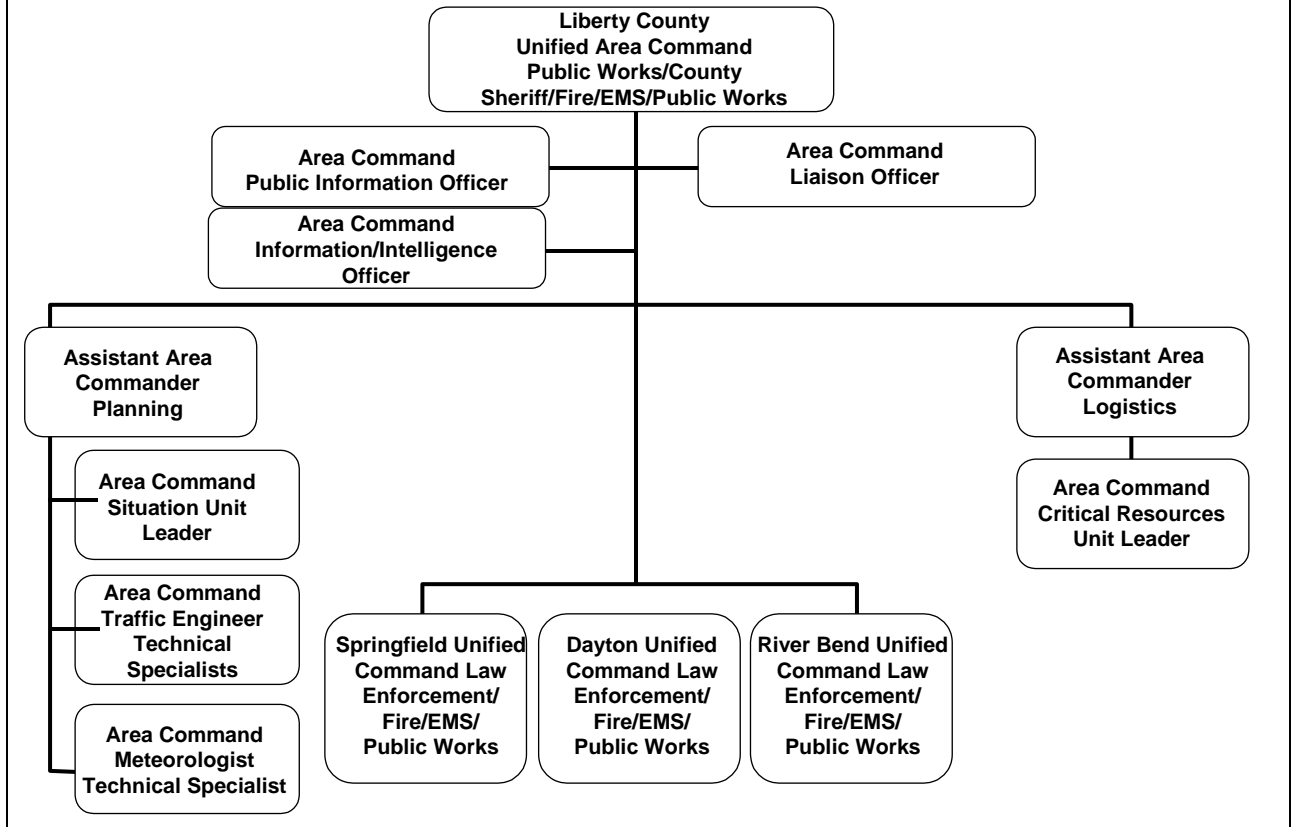 Liberty County
Unified Area Command
Public Works/County
Sheriff/Fire/EMS/Public Works
Area Command
Public Information Officer
Area Command
Liaison Officer
Area Command
Information/Intelligence
Officer
Assistant Area
Commander
Planning
Assistant Area
Commander
Logistics
Area Command
Situation Unit
Leader
Area Command
Critical Resources
Unit Leader
Area Command
Traffic Engineer
Technical
Specialists
Area Command
Meteorologist
Technical Specialist
Springfield Unified
Command Law
Enforcement/
Fire/EMS/
Public Works
Dayton Unified
Command Law
Enforcement/
Fire/EMS/
Public Works
River Bend Unified
Command Law
Enforcement/
Fire/EMS/
Public Works